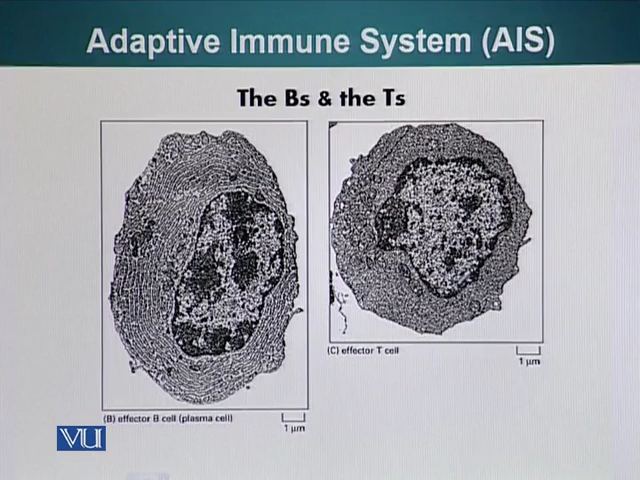 Adaptive Immune System (AIS)
The Bs & the Ts
(C) effector T cell
1 μm
(B) effector B cell (plasma cell)
1 μm
VU